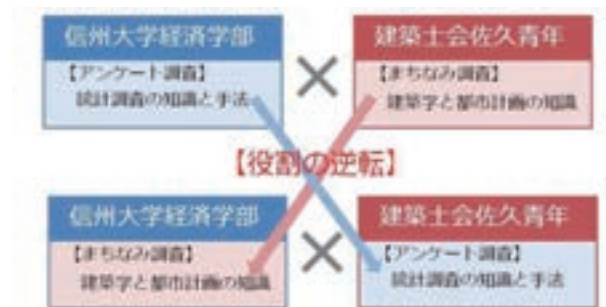 信州大学経済学部
建築士会佐久青年
【アンケート調査】
統計調査の知識と手法
×
【まちなみ調査】
建築学と都市計画の知識
【役割の逆転】
信州大学経済学部
建築士会佐久青年
【まちなみ調査】
建築学と都市計画の知識
×
【アンケート調査】
統計調査の知識と手法